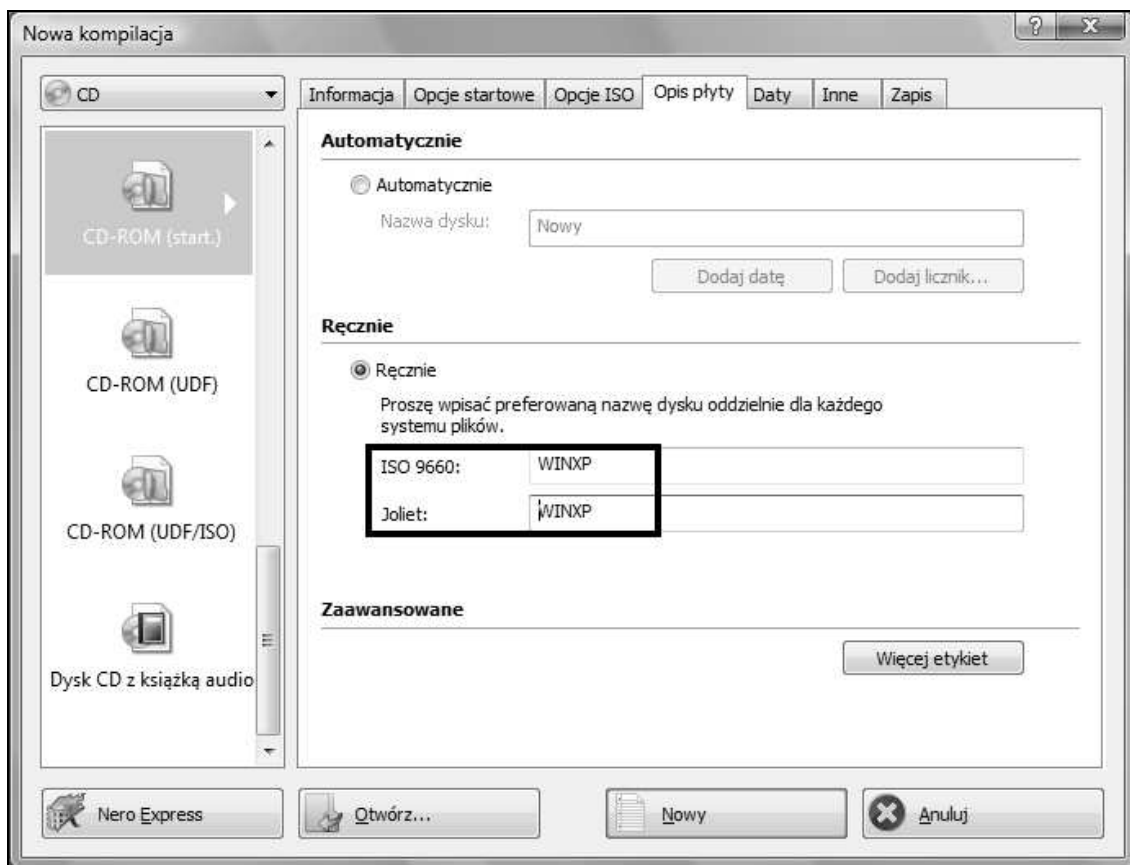 Nowa kompilacja
CD
Informacja
Opcje startowe
Opcje ISO
Opis płyty
Daty
Inne
Zapis
CD-ROM (start.)
CD-ROM (UDF)
CD-ROM (UDF/ISO)
Dysk CD z książką audio
Automatycznie
Automatycznie
Nazwa dysku:
Nowy
Dodaj datę
Dodaj licznik...
Ręcznie
Ręcznie
Proszę wpisać preferowaną nazwę dysku oddzielnie dla każdego
systemu plików.
ISO 9660:
WINXP
Joliet:
WINXP
Zaawansowane
Więcej etykiet
Nero Express
Otwórz...
Nowy
Anuluj